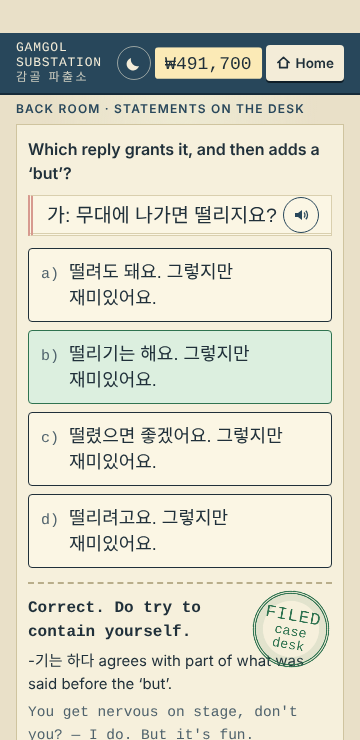 GAMGOL
SUBSTATION
감골 파출소
₩491,700
Home
BACK ROOM · STATEMENTS ON THE DESK
Which reply grants it, and then adds a
‘but’?
가: 무대에 나가면 떨리지요?
a) 떨려도 돼요. 그렇지만
재미있어요.
b) 떨리기는 해요. 그렇지만
재미있어요.
c) 떨렸으면 좋겠어요. 그렇지만
재미있어요.
d) 떨리려고요. 그렇지만
재미있어요.
Correct. Do try to
contain yourself.
FILED
case
desk
-기는 하다 agrees with part of what was
said before the ‘but’.
You get nervous on stage, don't
you? — I do. But it's fun.